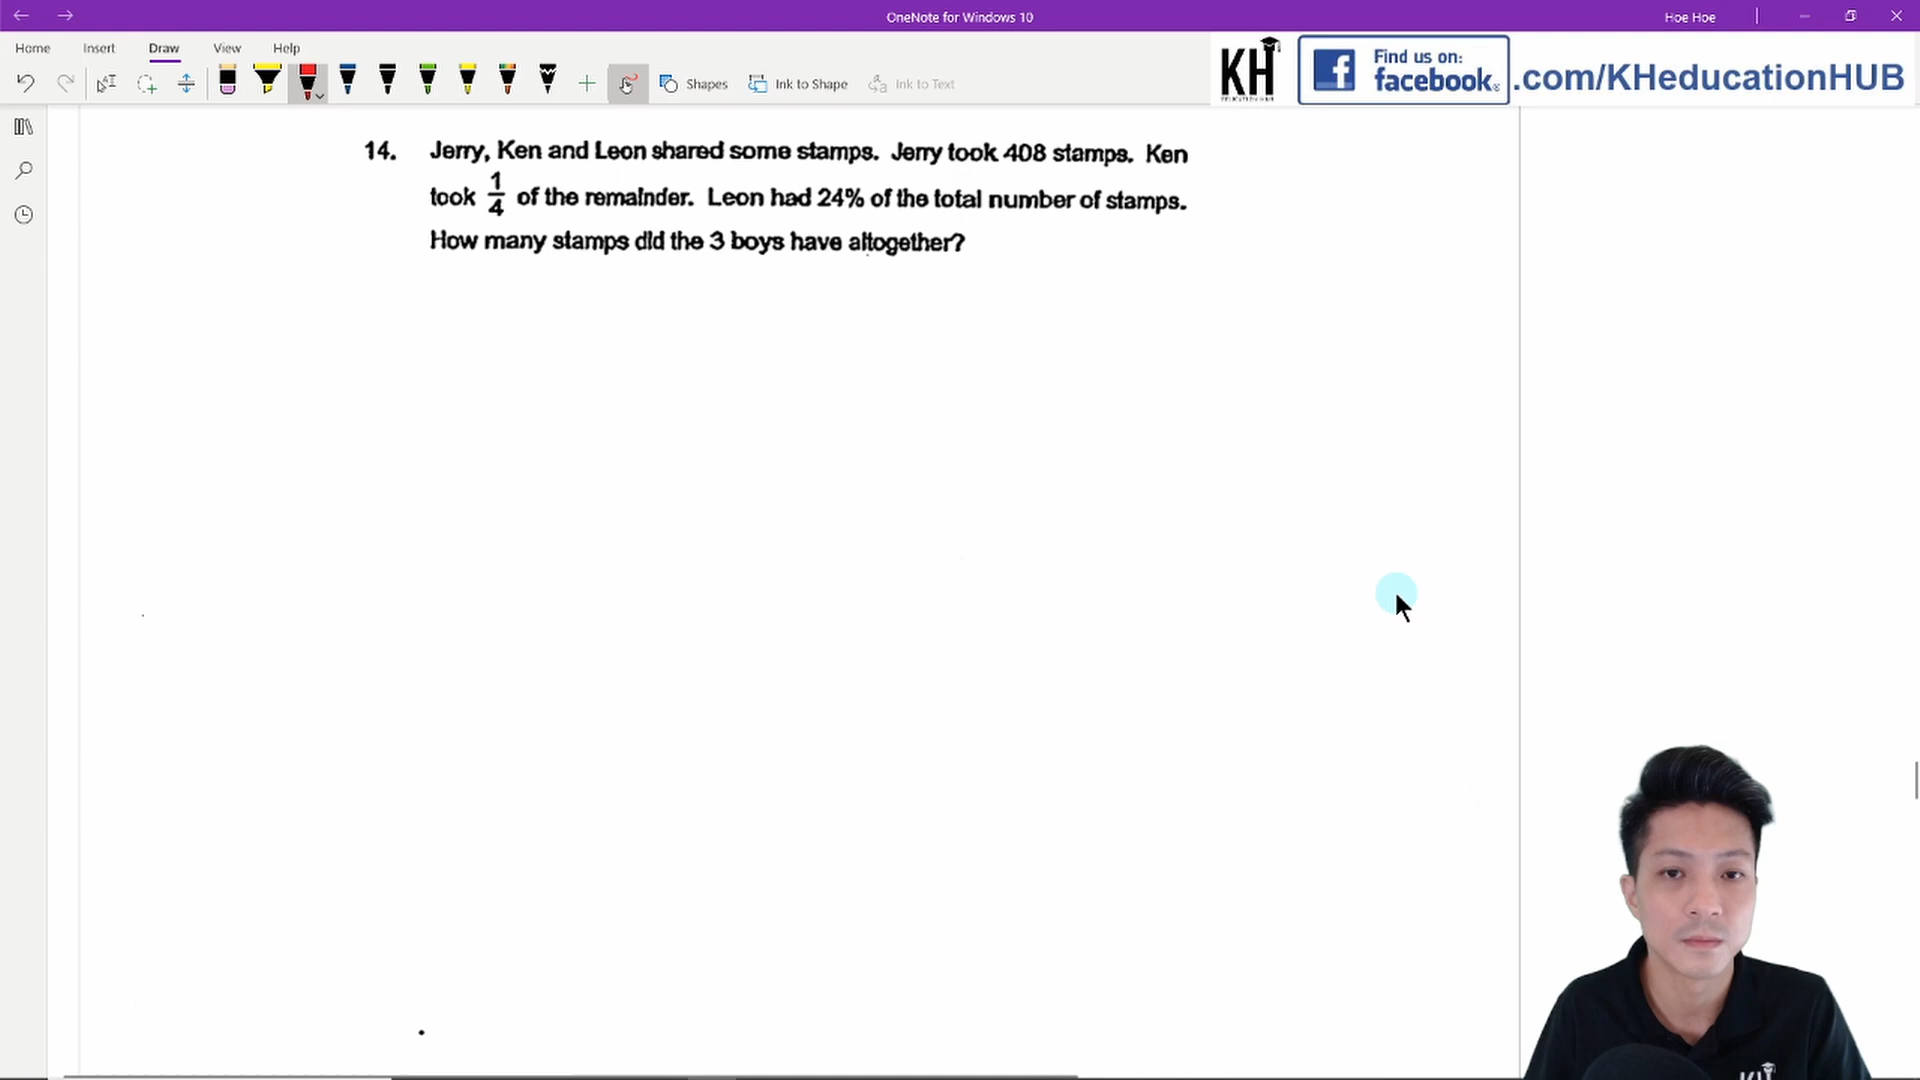 OneNote for Windows 10
Hoe Hoe
Home Insert Draw View Help
Shapes Ink to Shape Ink to Text
KH
Find us on:
facebook .com/KHeducationHUB
14. Jerry, Ken and Leon shared some stamps. Jerry took 408 stamps. Ken
took 1/4 of the remainder. Leon had 24% of the total number of stamps.
How many stamps did the 3 boys have altogether?